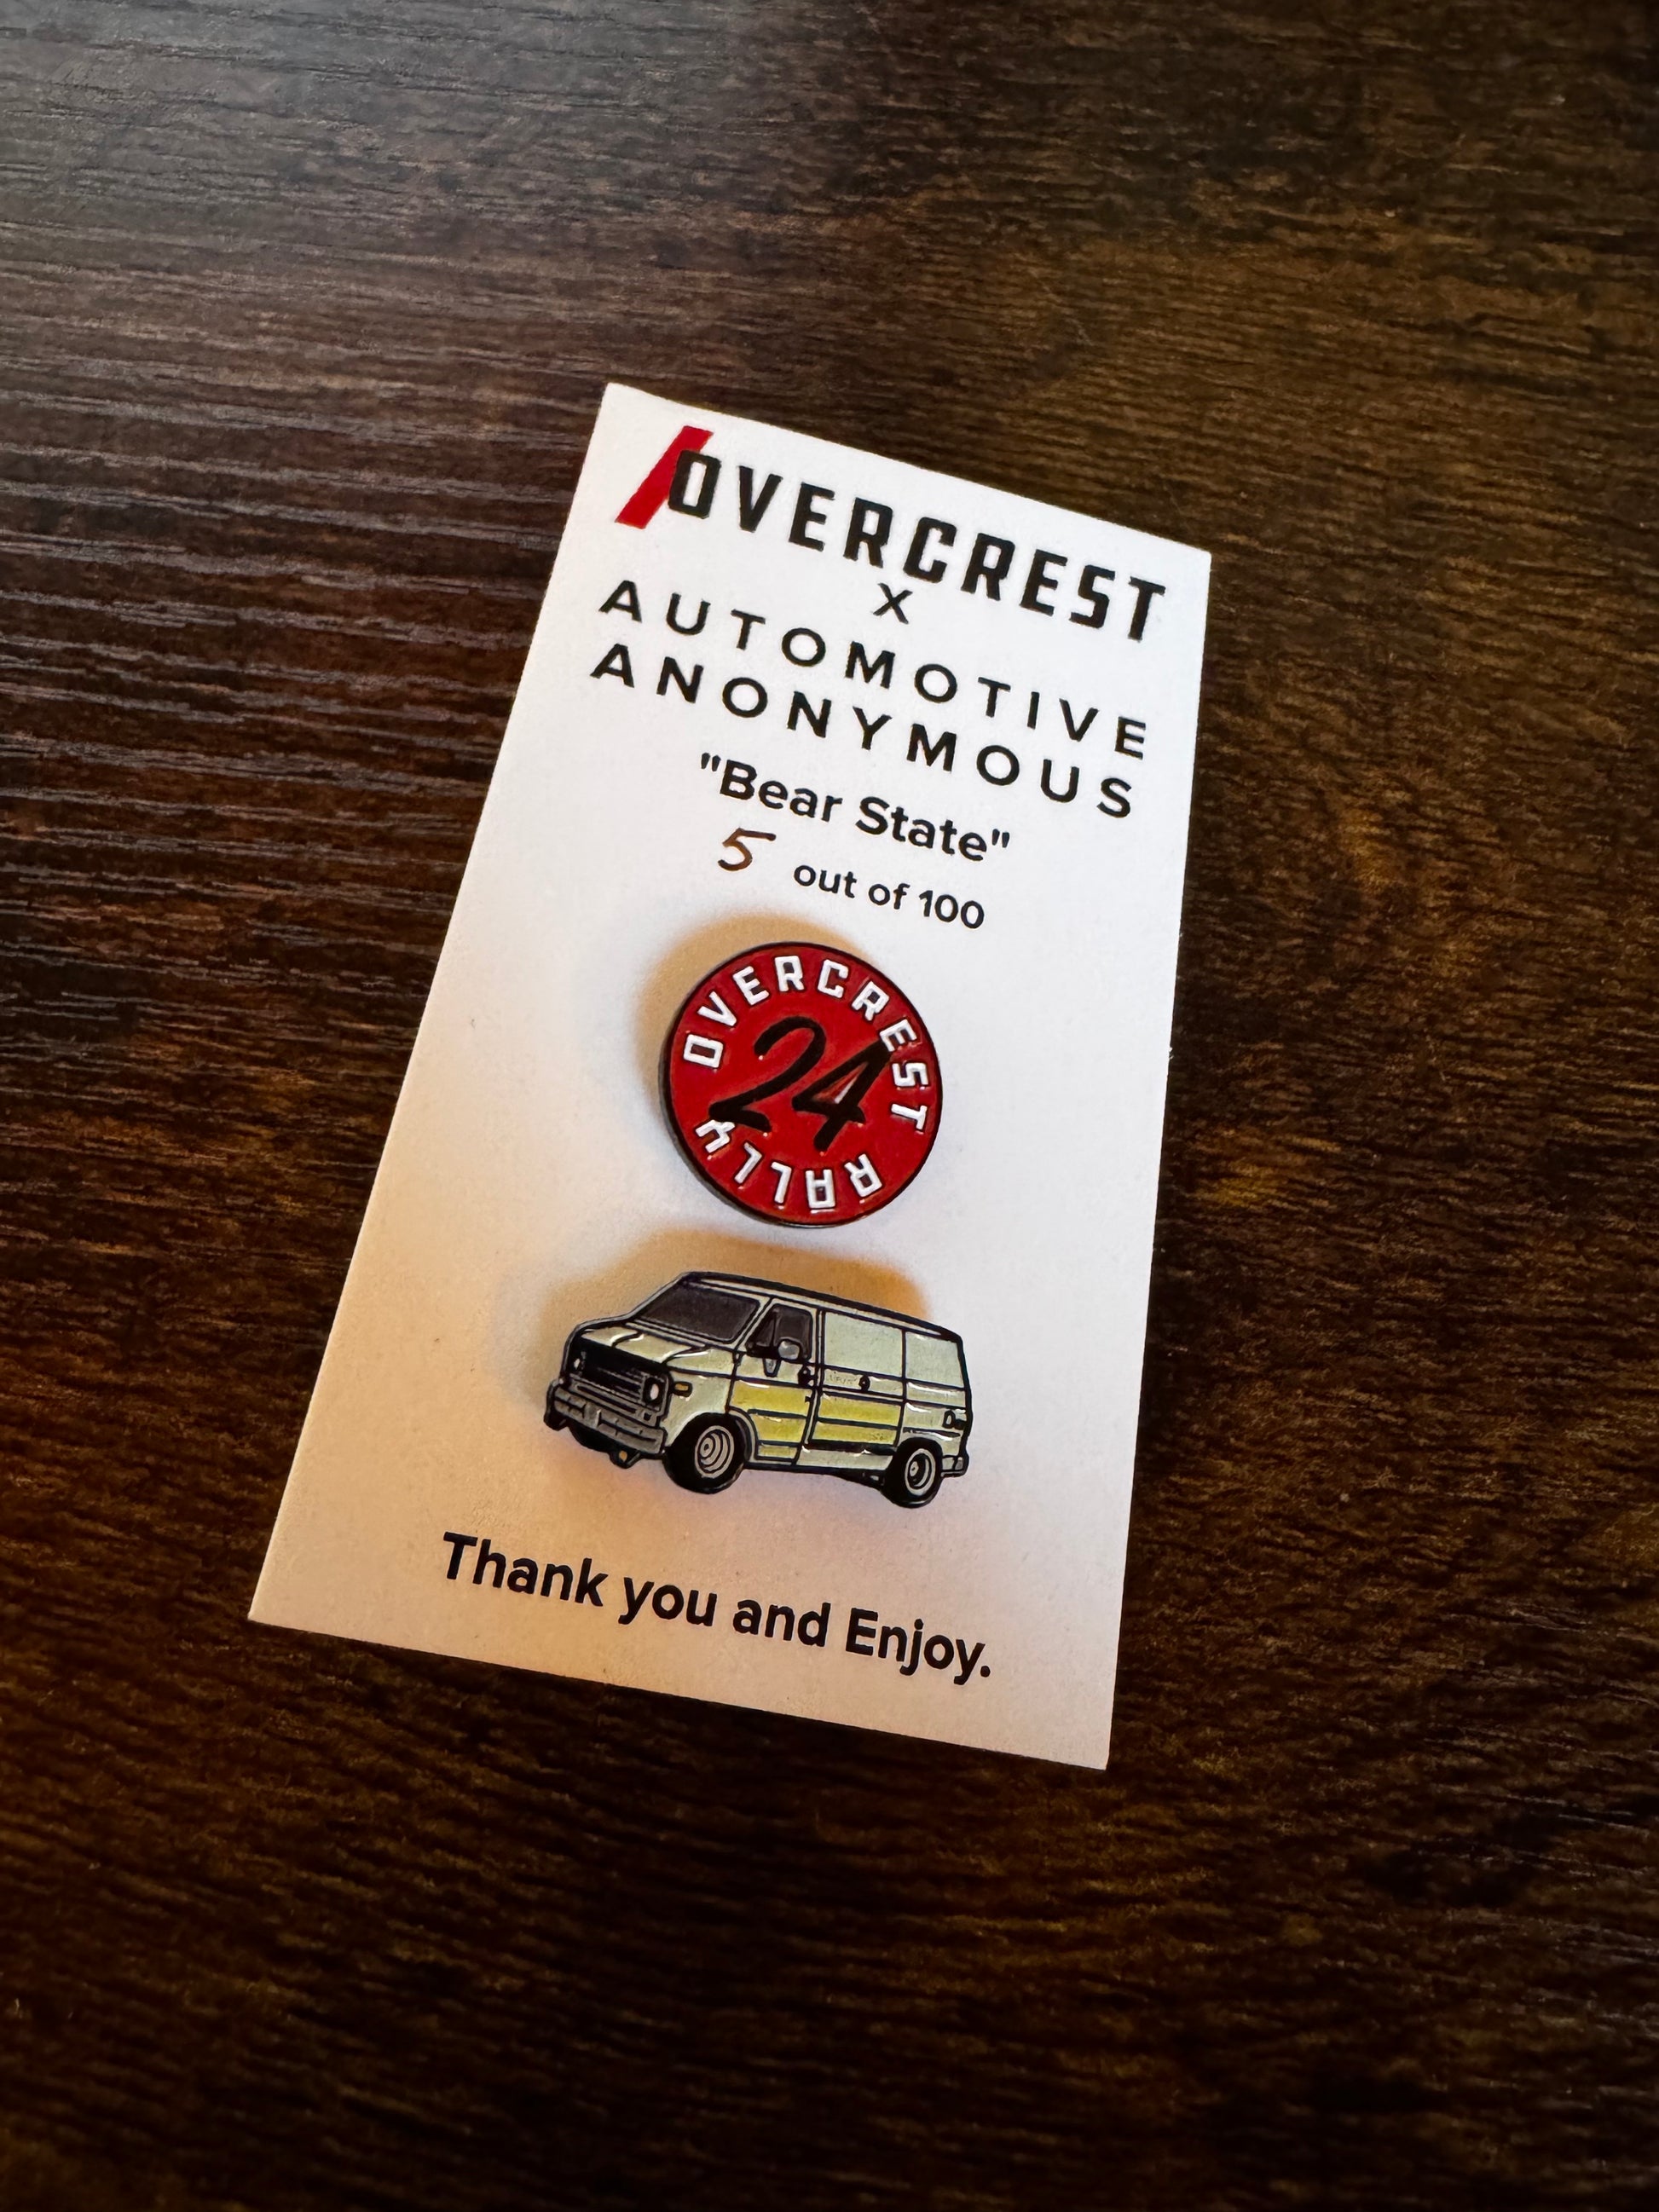 OVERCREST
X
AUTOMOTIVE
ANONYMOUS
"Bear State"
5 out of 100
OVERCREST
24
RALLY
Thank you and Enjoy.